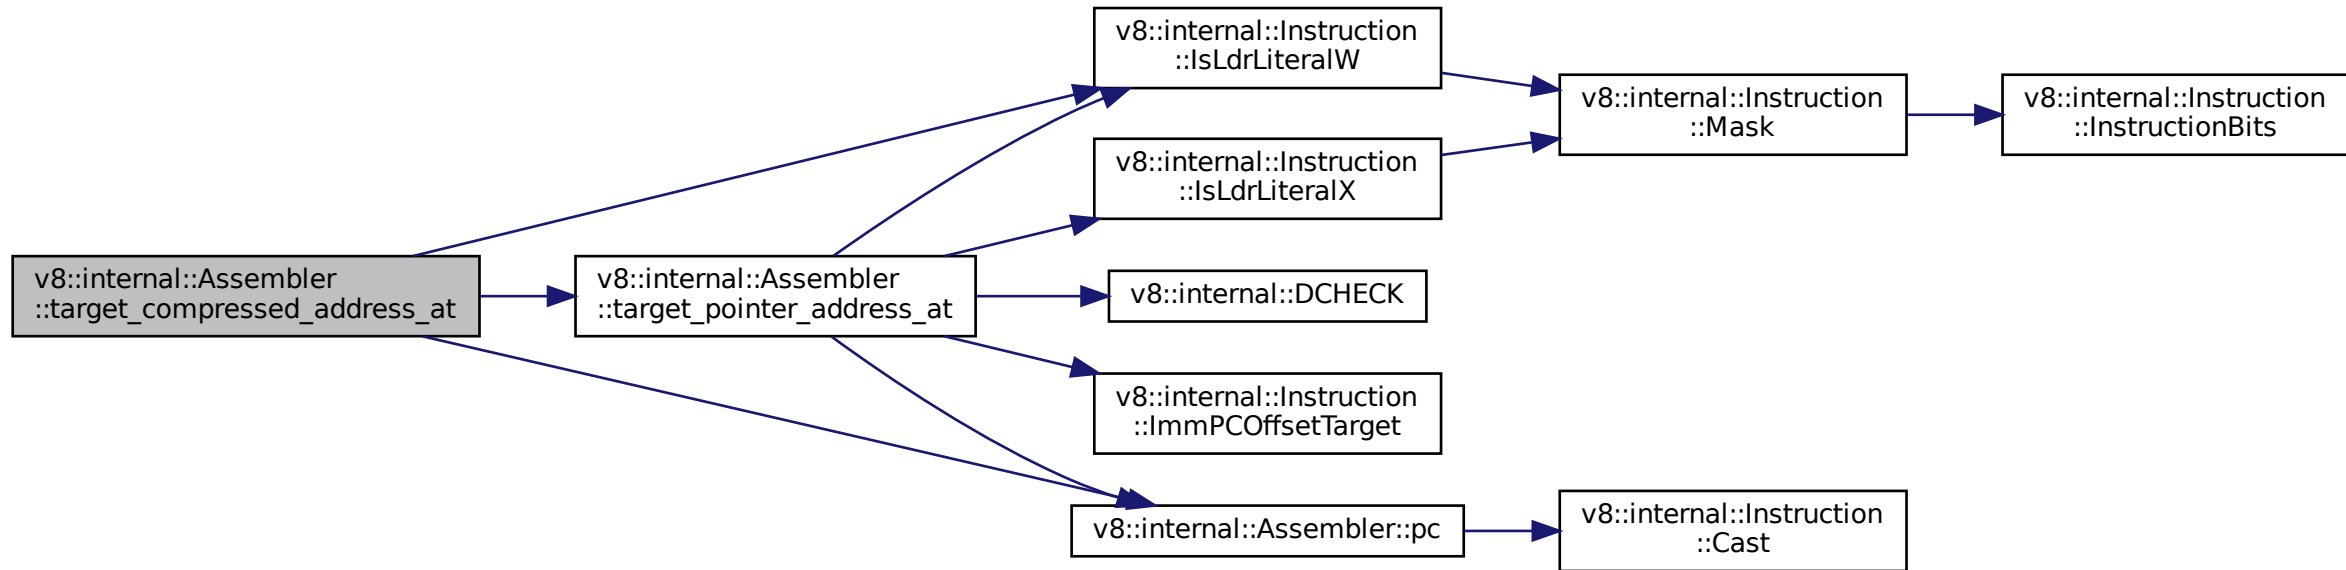 v8::internal::Assembler
::target_compressed_address_at
v8::internal::Assembler
::target_pointer_address_at
v8::internal::Instruction
::IsLdrLiteralW
v8::internal::Instruction
::IsLdrLiteralX
v8::internal::DCHECK
v8::internal::Instruction
::ImmPCOffsetTarget
v8::internal::Assembler::pc
v8::internal::Instruction
::Mask
v8::internal::Instruction
::Cast
v8::internal::Instruction
::InstructionBits